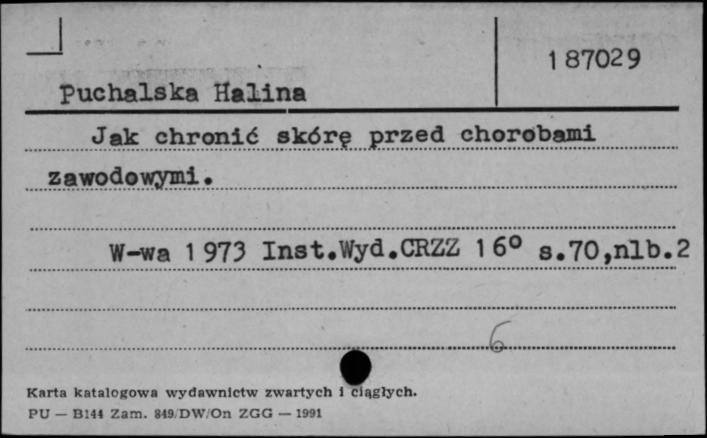 187029
Puchalska Halina
Jak chronić skórę przed chorobami
zawodowymi.
W-wa 1973 Inst.Wyd.CRZZ 16° s.70,nlb.2
6
Karta katalogowa wydawnictw zwartych i ciągłych.
PU — B144 Zam. 849/DW/On ZGG — 1991